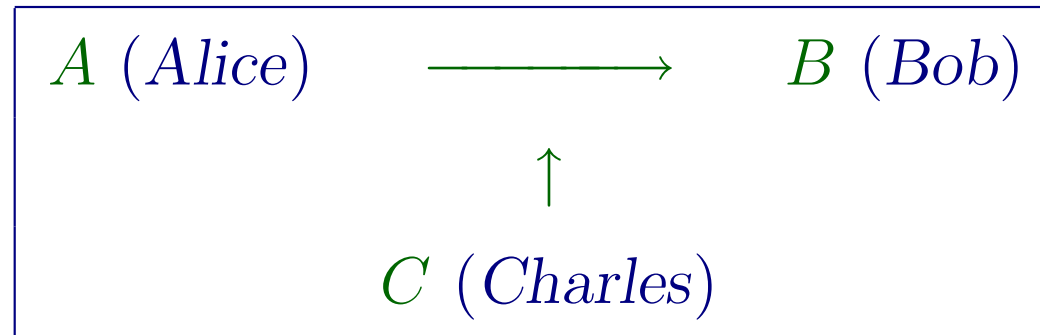 A (Alice) → B (Bob)
↑
C (Charles)